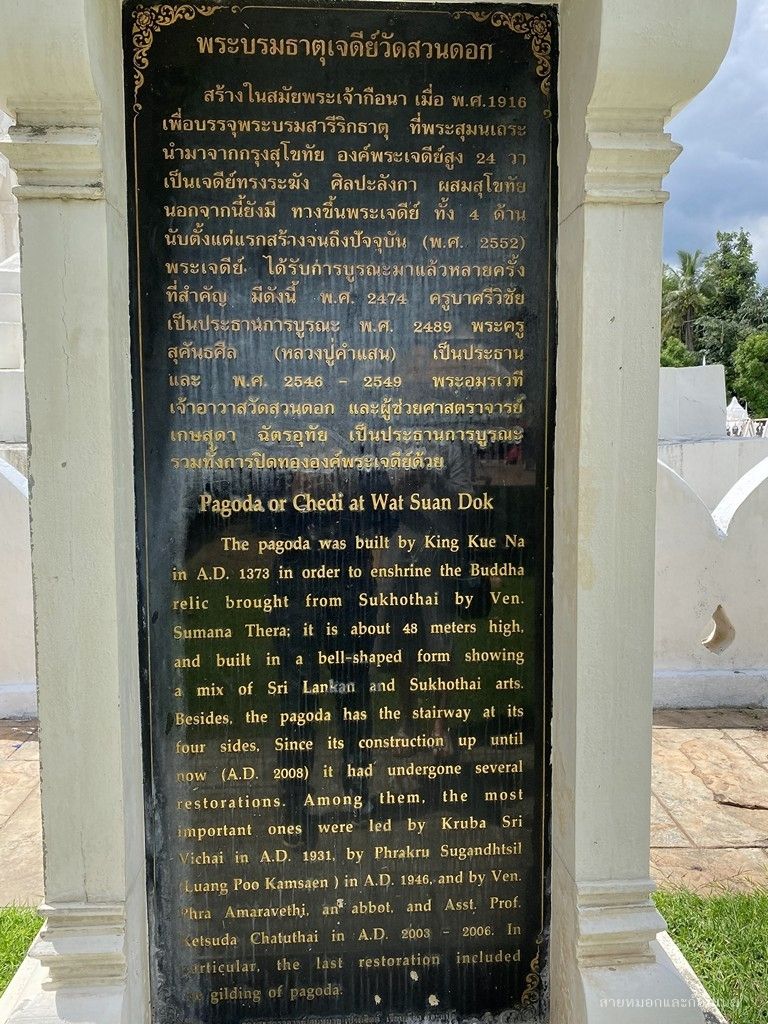 พระบรมธาตุเจดีย์วัดสวนดอก
สร้างในสมัยพระเจ้ากือนา เมื่อ พ.ศ.1916
เพื่อบรรจุพระบรมสารีริกธาตุ ที่พระสุมนเถระ
นำมาจากกรุงสุโขทัย องค์พระเจดีย์สูง 24 วา
เป็นเจดีย์ทรงระฆัง ศิลปะลังกา ผสมสุโขทัย
นอกจากนี้ยังมี ทางขึ้นพระเจดีย์ ทั้ง 4 ด้าน
นับตั้งแต่แรกสร้างจนถึงปัจจุบัน (พ.ศ. 2552)
พระเจดีย์ ได้รับการบูรณะมาแล้วหลายครั้ง
ที่สำคัญ มีดังนี้ พ.ศ. 2474 ครูบาศรีวิชัย
เป็นประธานการบูรณะ พ.ศ. 2489 พระครู
สุคันธศีล (หลวงปู่คำแสน) เป็นประธาน
และ พ.ศ. 2546 - 2549 พระอมรเวที
เจ้าอาวาสวัดสวนดอก และผู้ช่วยศาสตราจารย์
เกษสุดา ฉัตรอุทัย เป็นประธานการบูรณะ
รวมทั้งการปิดทององค์พระเจดีย์ด้วย
Pagoda or Chedi at Wat Suan Dok
The pagoda was built by King Kue Na
in A.D. 1373 in order to enshrine the Buddha
relic brought from Sukhothai by Ven.
Sumana Thera; it is about 48 meters high,
and built in a bell-shaped form showing
a mix of Sri Lankan and Sukhothai arts.
Besides, the pagoda has the stairway at its
four sides. Since its construction up until
now (A.D. 2008) it had undergone several
restorations. Among them, the most
important ones were led by Kruba Sri
Vichai in A.D. 1931, by Phrakru Sugandhtsil
(Luang Poo Kamsaen ) in A.D. 1946, and by Ven.
Phra Amaravethi, an abbot, and Asst. Prof.
Ketsuda Chatuthai in A.D. 2003 - 2006. In
particular, the last restoration included
the gilding of pagoda.
สายหมอกและก้อนเมฆ